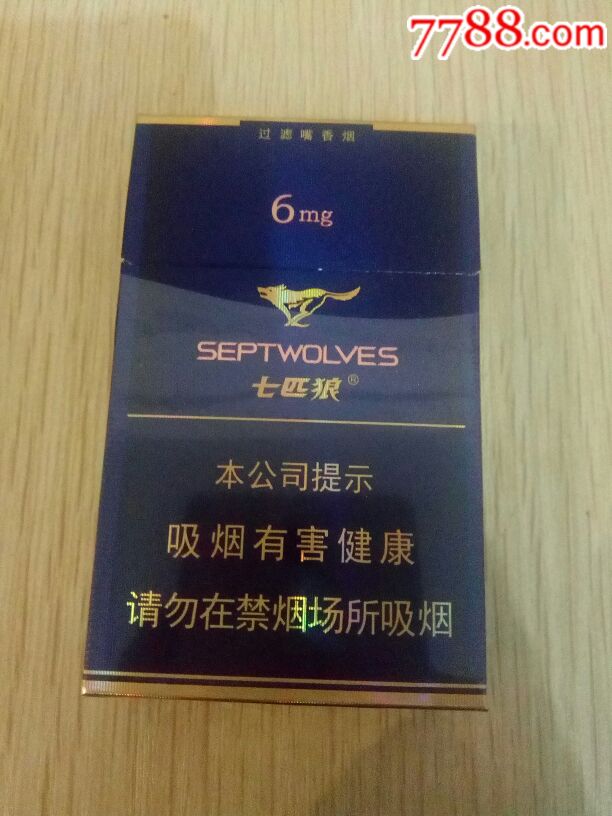 7788.com
过滤嘴香烟
6mg
SEPTWOLVES
七匹狼®
本公司提示
吸烟有害健康
请勿在禁烟场所吸烟